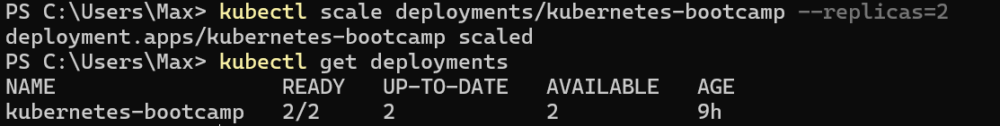 PS C:\Users\Max> kubectl scale deployments/kubernetes-bootcamp --replicas=2
deployment.apps/kubernetes-bootcamp scaled
PS C:\Users\Max> kubectl get deployments
NAME                  READY   UP-TO-DATE   AVAILABLE   AGE
kubernetes-bootcamp   2/2     2            2           9h